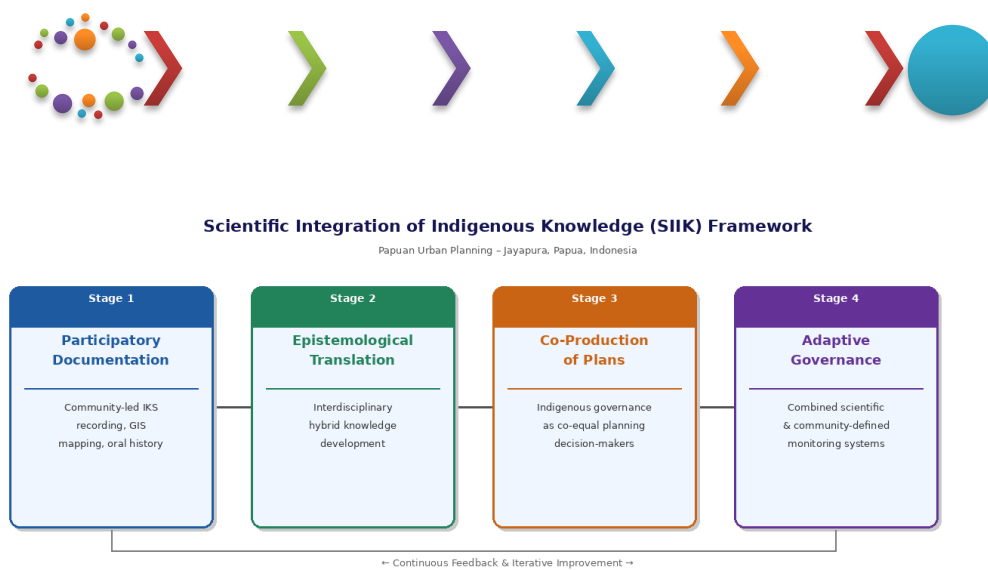 Scientific Integration of Indigenous Knowledge (SIIK) Framework
Papuan Urban Planning – Jayapura, Papua, Indonesia
Stage 1
Participatory
Documentation
Community-led IKS
recording, GIS
mapping, oral history
Stage 2
Epistemological
Translation
Interdisciplinary
hybrid knowledge
development
Stage 3
Co-Production
of Plans
Indigenous governance
as co-equal planning
decision-makers
Stage 4
Adaptive
Governance
Combined scientific
& community-defined
monitoring systems
← Continuous Feedback & Iterative Improvement →